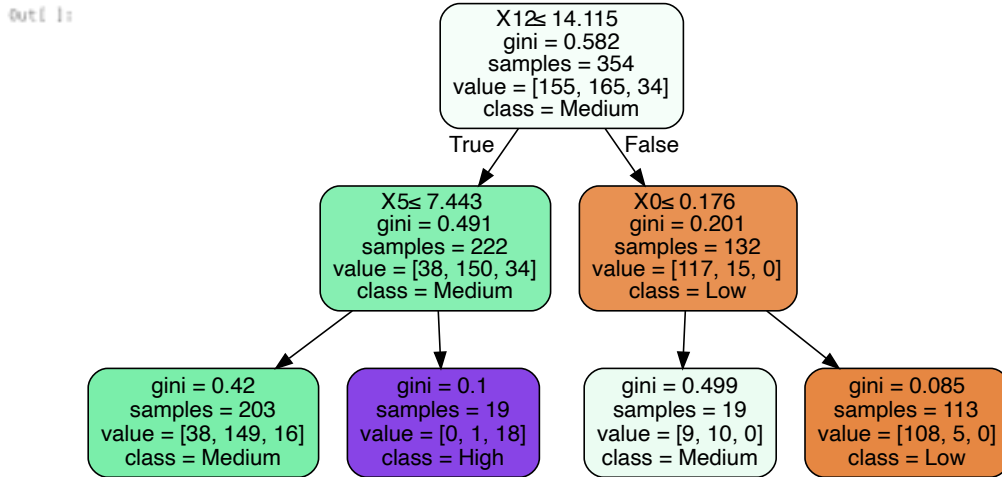 Out[ ]:
X12≤ 14.115
gini = 0.582
samples = 354
value = [155, 165, 34]
class = Medium
True
False
X5≤ 7.443
gini = 0.491
samples = 222
value = [38, 150, 34]
class = Medium
X0≤ 0.176
gini = 0.201
samples = 132
value = [117, 15, 0]
class = Low
gini = 0.42
samples = 203
value = [38, 149, 16]
class = Medium
gini = 0.1
samples = 19
value = [0, 1, 18]
class = High
gini = 0.499
samples = 19
value = [9, 10, 0]
class = Medium
gini = 0.085
samples = 113
value = [108, 5, 0]
class = Low